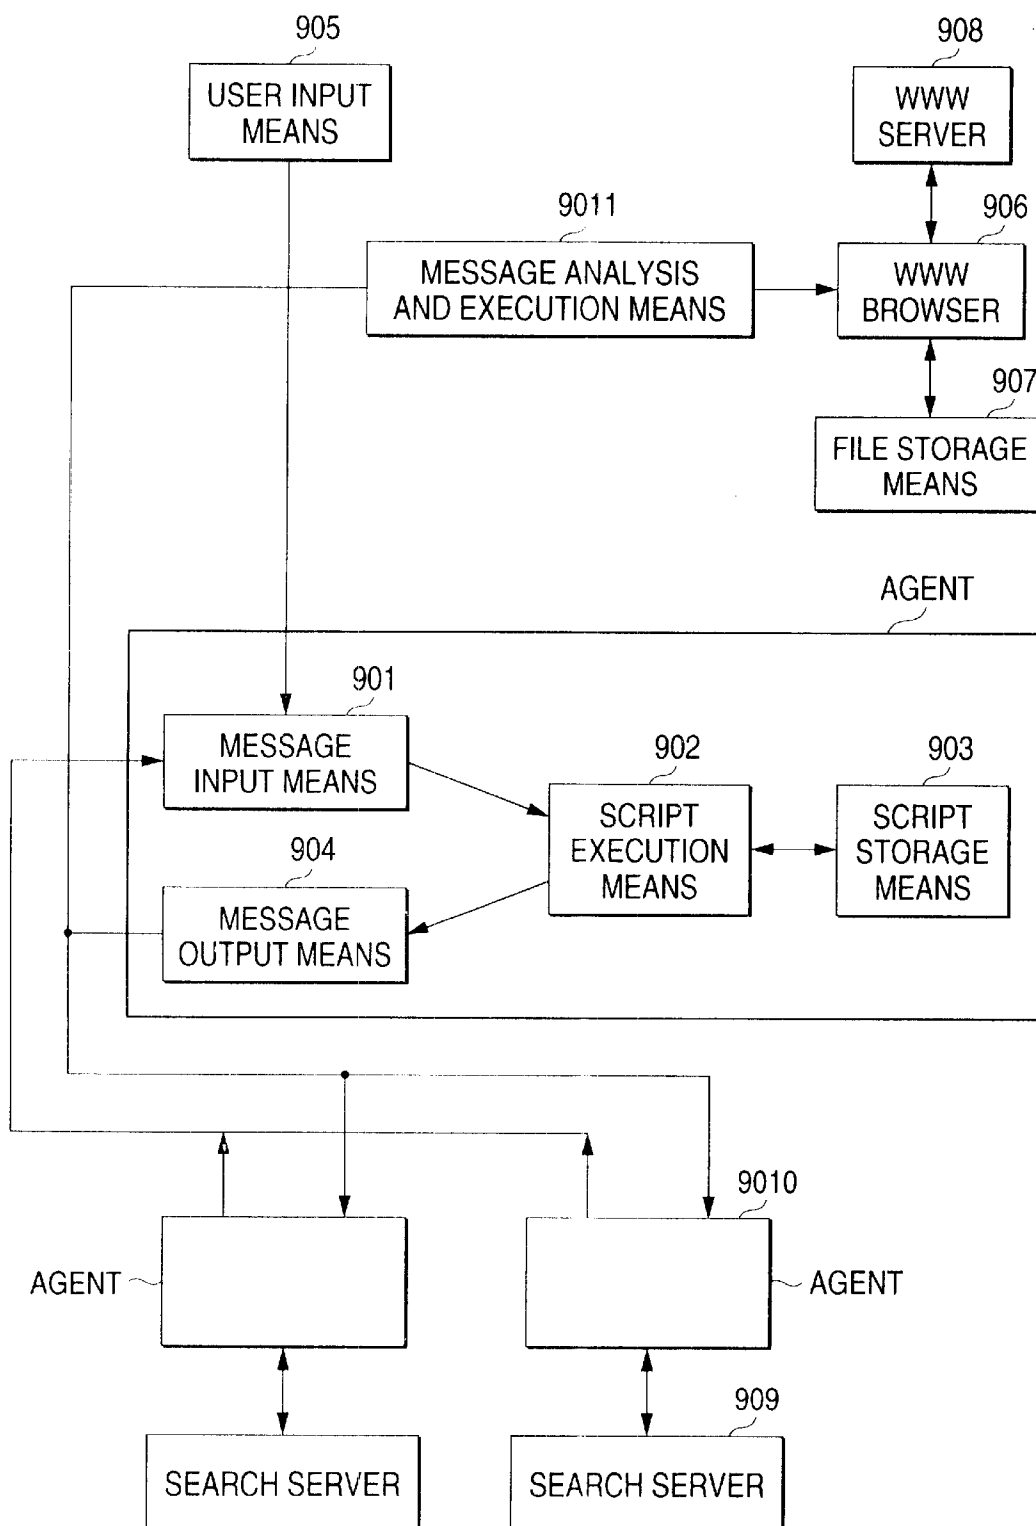 905
USER INPUT
MEANS
908
WWW
SERVER
9011
MESSAGE ANALYSIS
AND EXECUTION MEANS
906
WWW
BROWSER
907
FILE STORAGE
MEANS
AGENT
901
MESSAGE
INPUT MEANS
902
SCRIPT
EXECUTION
MEANS
903
SCRIPT
STORAGE
MEANS
904
MESSAGE
OUTPUT MEANS
9010
AGENT
AGENT
909
SEARCH SERVER
SEARCH SERVER